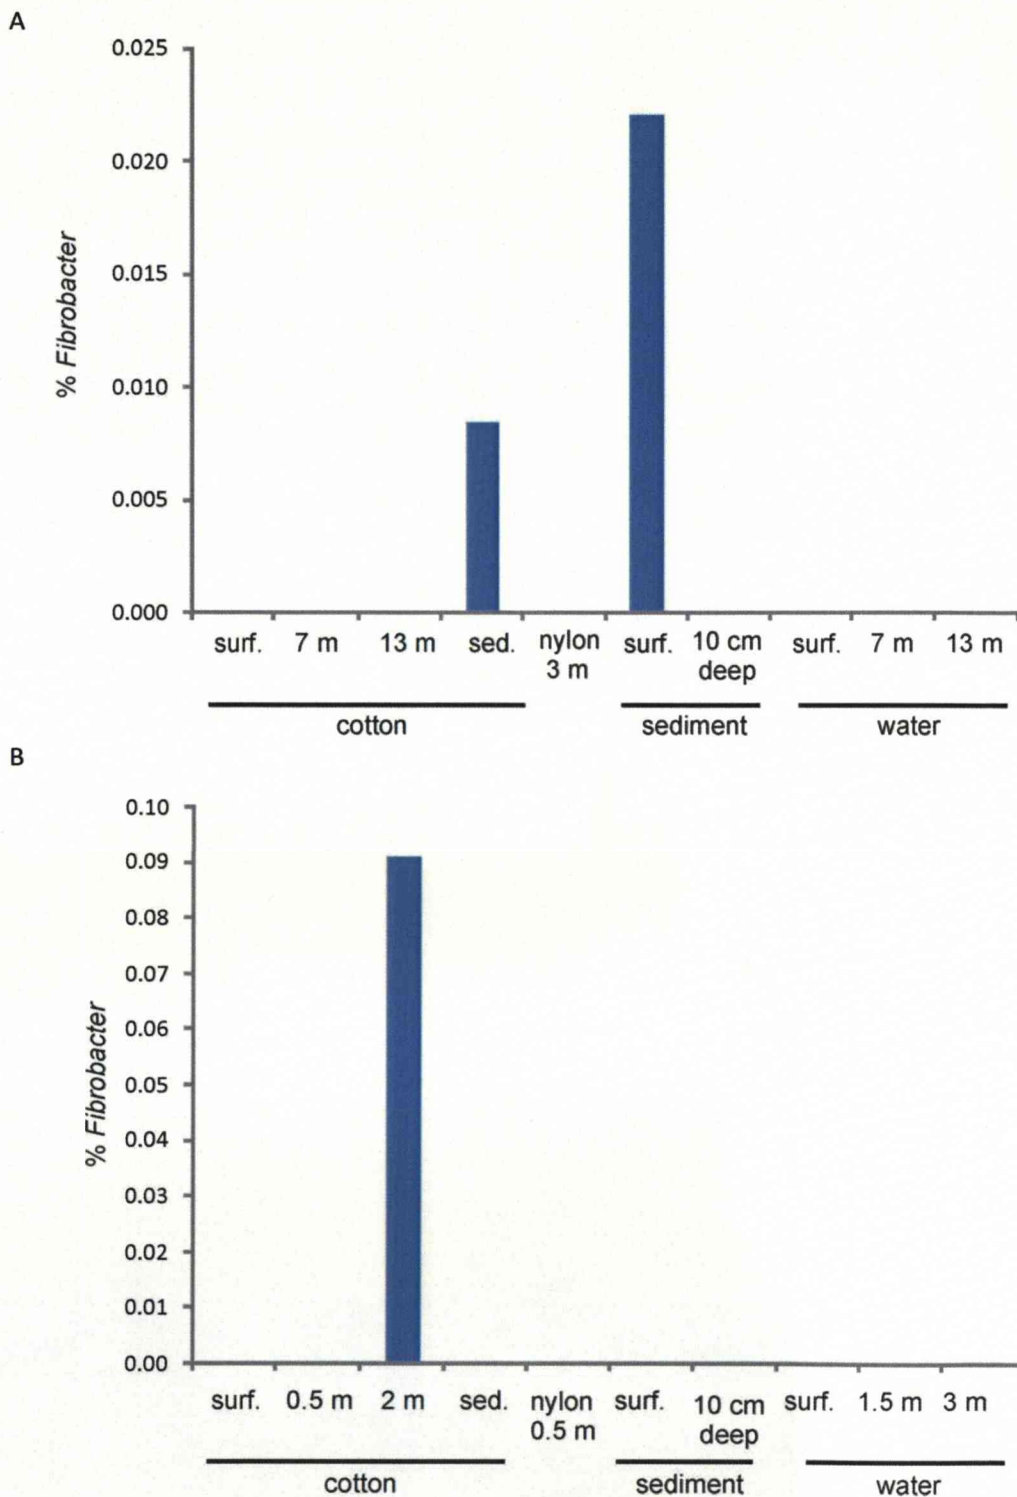 A
0.025
0.020
0.015
0.010
0.005
0.000
% Fibrobacter
surf. 7 m 13 m sed. nylon 3 m surf. 10 cm deep surf. 7 m 13 m
cotton sediment water
B
0.10
0.09
0.08
0.07
0.06
0.05
0.04
0.03
0.02
0.01
0.00
% Fibrobacter
surf. 0.5 m 2 m sed. nylon 0.5 m surf. 10 cm deep surf. 1.5 m 3 m
cotton sediment water